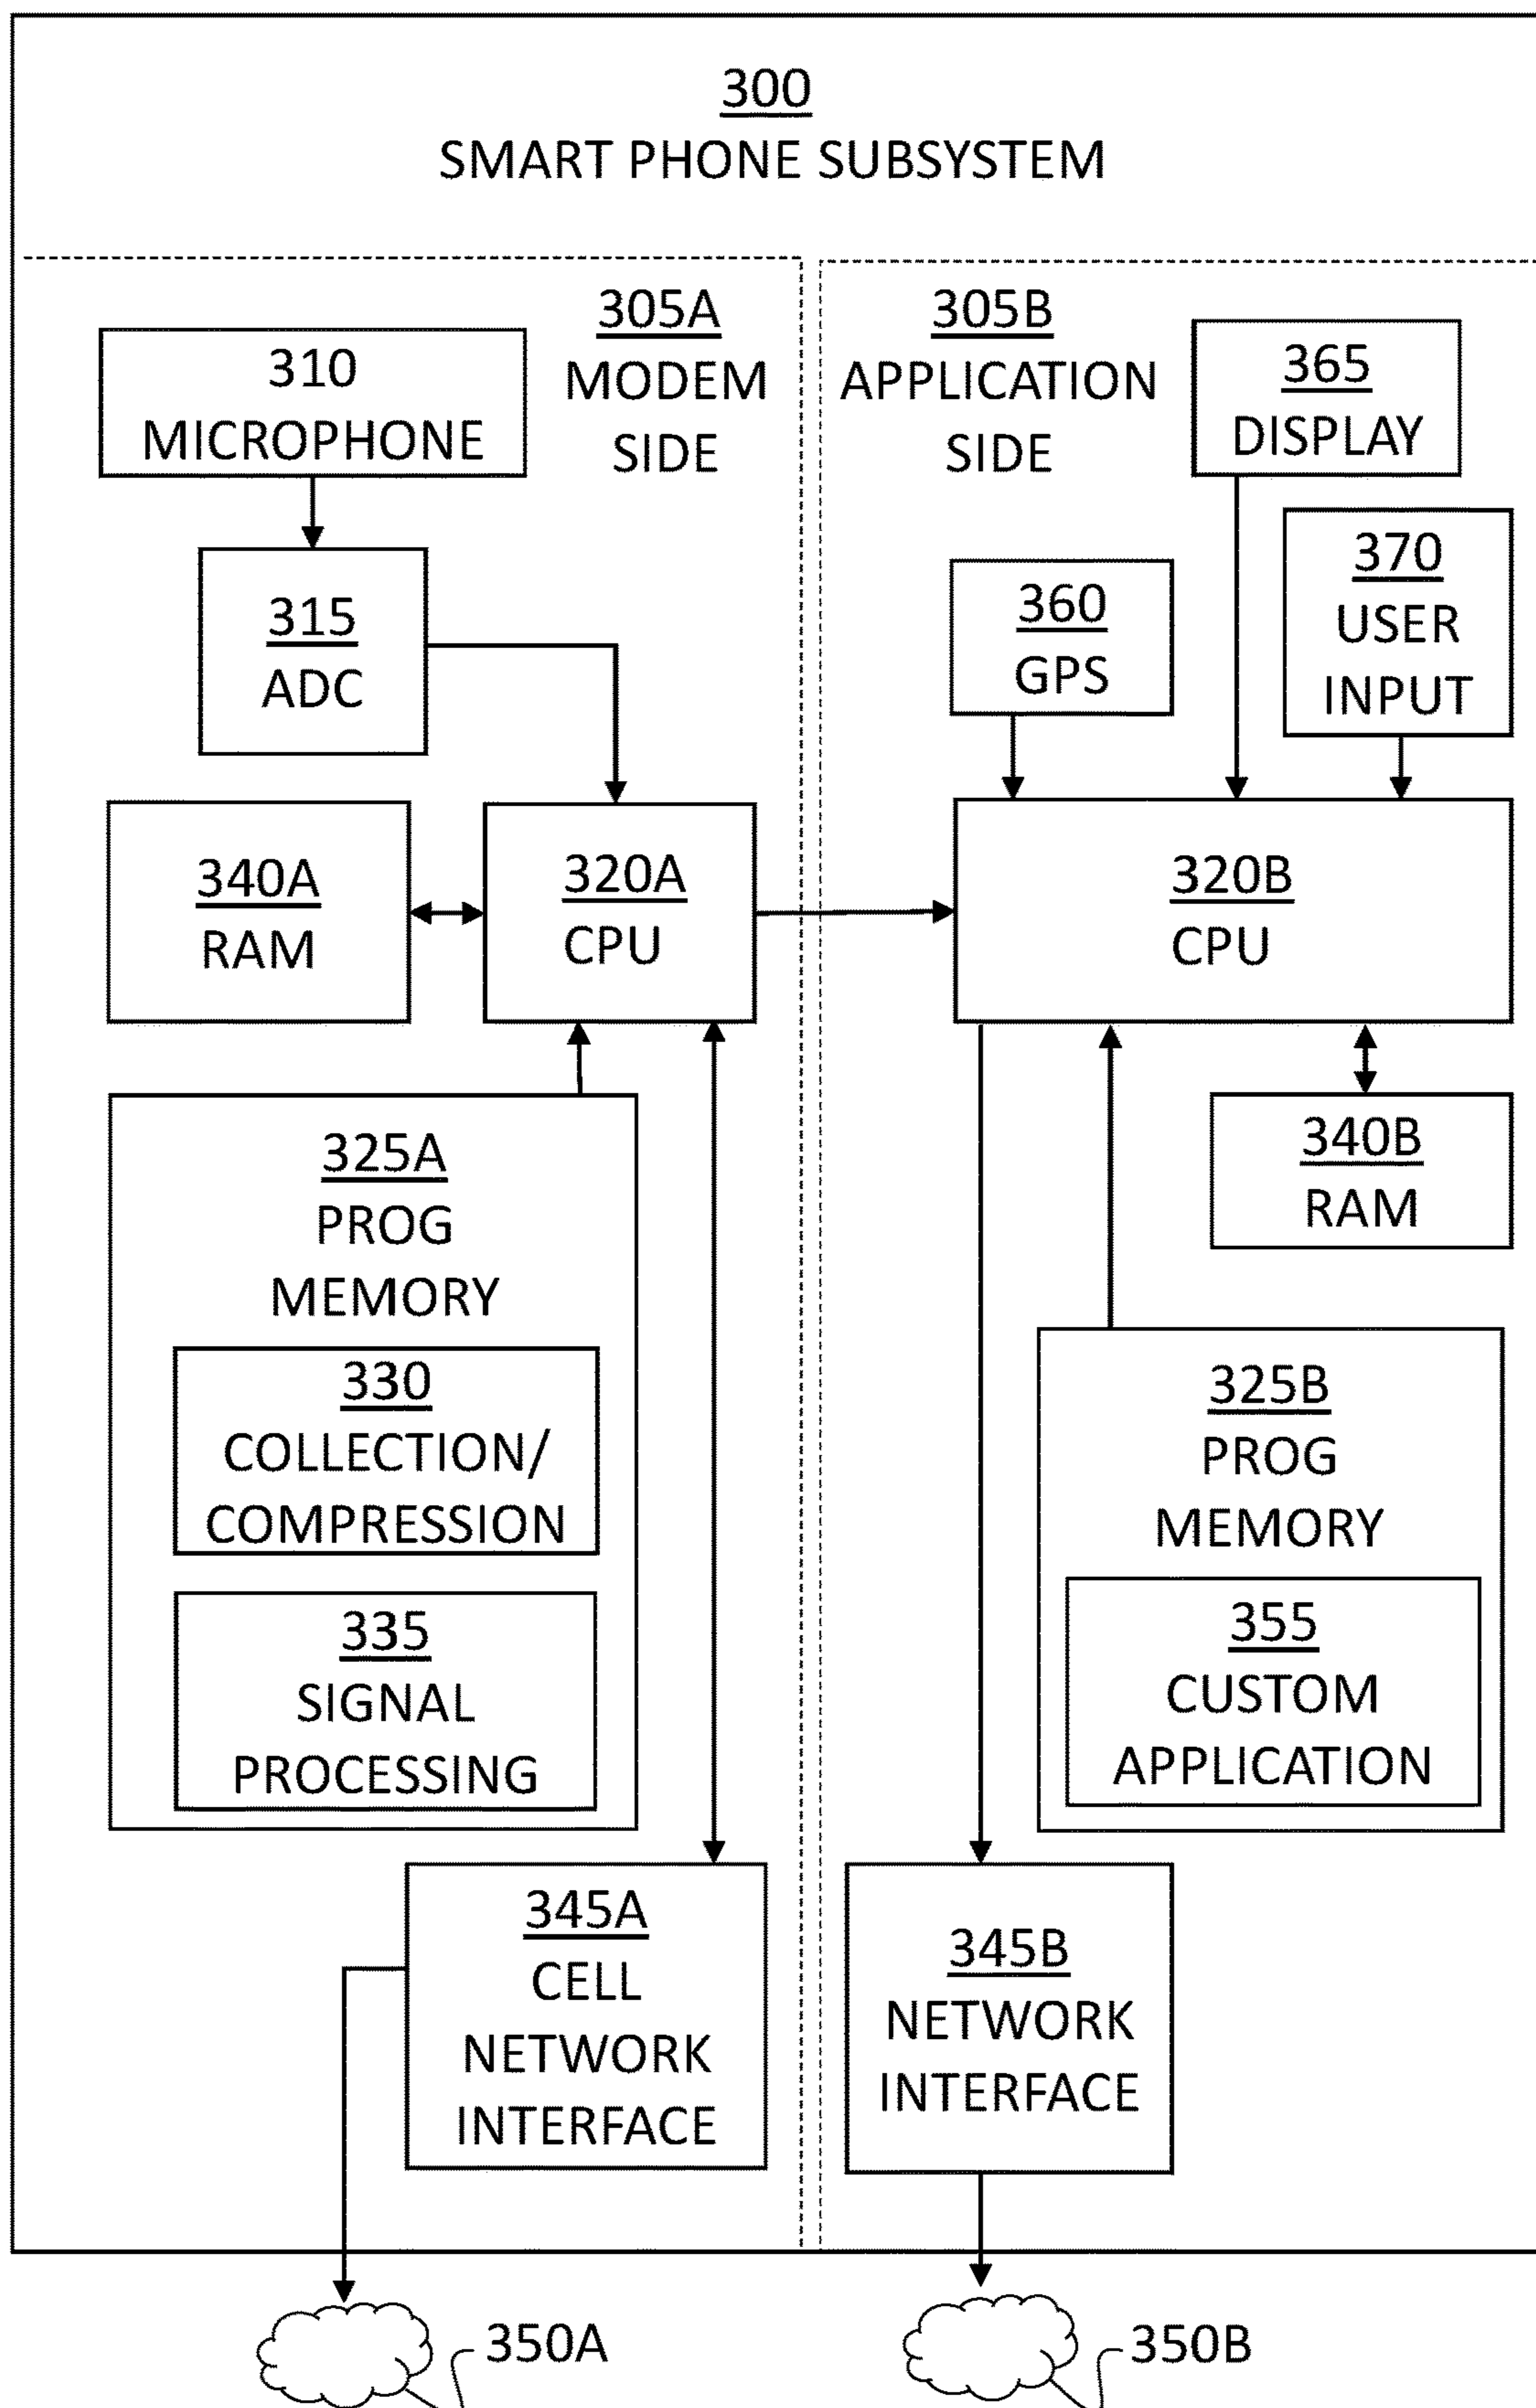 300
SMART PHONE SUBSYSTEM
305A
MODEM
SIDE
310
MICROPHONE
315
ADC
340A
RAM
320A
CPU
325A
PROG
MEMORY
330
COLLECTION/
COMPRESSION
335
SIGNAL
PROCESSING
345A
CELL
NETWORK
INTERFACE
350A
305B
APPLICATION
SIDE
365
DISPLAY
370
USER
INPUT
360
GPS
320B
CPU
340B
RAM
325B
PROG
MEMORY
355
CUSTOM
APPLICATION
345B
NETWORK
INTERFACE
350B